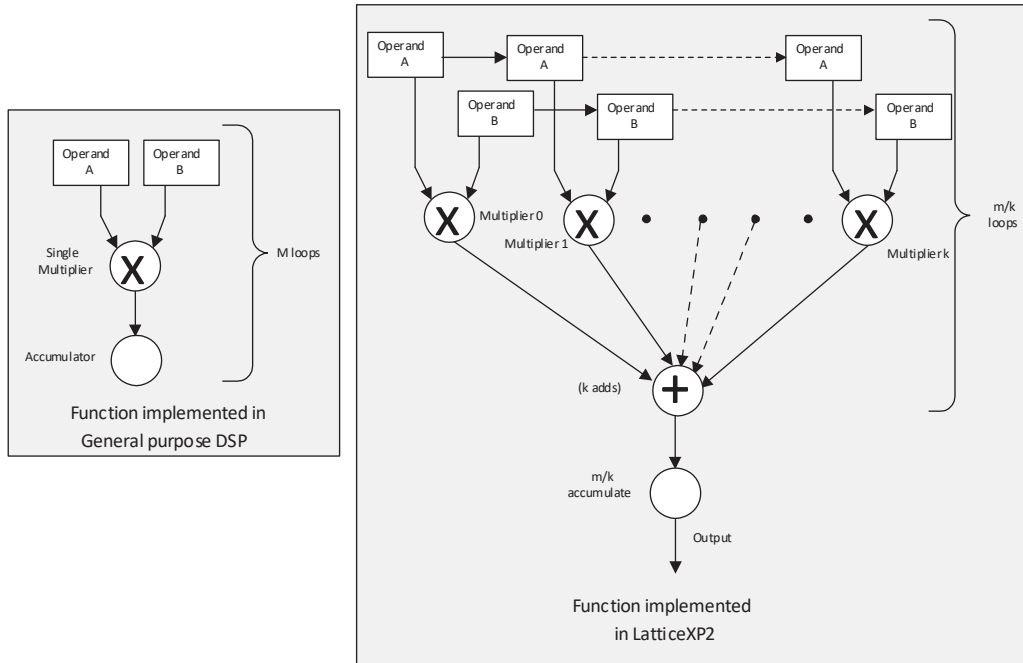 Operand
A
Operand
B
Single
Multiplier
X
M loops
Accumulator
Function implemented in
General purpose DSP
Operand
A
Operand
A
Operand
A
Operand
B
Operand
B
Operand
B
X
Multiplier 0
X
Multiplier 1
X
Multiplier k
m/k
loops
(k adds)
+
m/k
accumulate
Output
Function implemented
in LatticeXP2